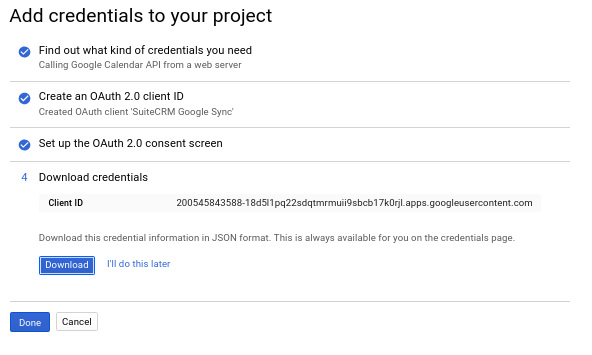 Add credentials to your project
Find out what kind of credentials you need
Calling Google Calendar API from a web server
Create an OAuth 2.0 client ID
Created OAuth client 'SuiteCRM Google Sync'
Set up the OAuth 2.0 consent screen
4 Download credentials
Client ID 200545843588-18d5l1pq22sdqtmrmuii9sbcb17k0rjl.apps.googleusercontent.com
Download this credential information in JSON format. This is always available for you on the credentials page.
Download I'll do this later
Done Cancel